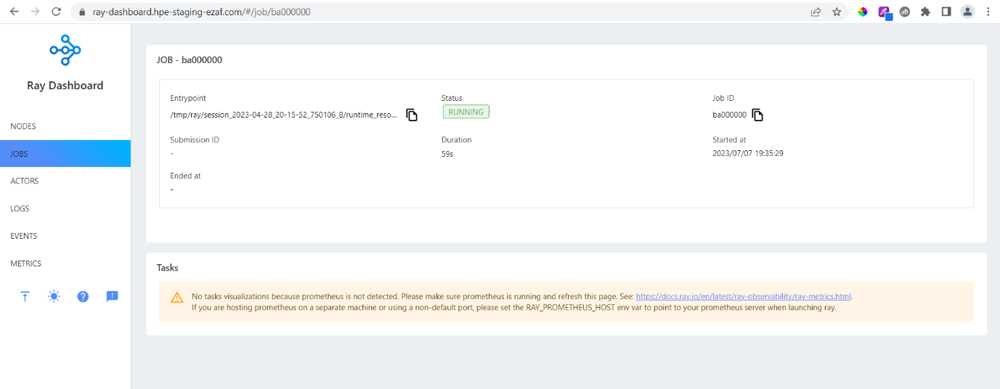 ray-dashboard.hpe-staging-ezaf.com/#/job/ba000000
Ray Dashboard
NODES
JOBS
ACTORS
LOGS
EVENTS
METRICS
JOB - ba000000
Entrypoint
/tmp/ray/session_2023-04-28_20-15-52_750106_8/runtime_reso...
Status
RUNNING
Job ID
ba000000
Submission ID
-
Duration
59s
Started at
2023/07/07 19:35:29
Ended at
-
Tasks
No tasks visualizations because prometheus is not detected. Please make sure prometheus is running and refresh this page. See: https://docs.ray.io/en/latest/ray-observability/ray-metrics.html.
If you are hosting prometheus on a separate machine or using a non-default port, please set the RAY_PROMETHEUS_HOST env var to point to your prometheus server when launching ray.